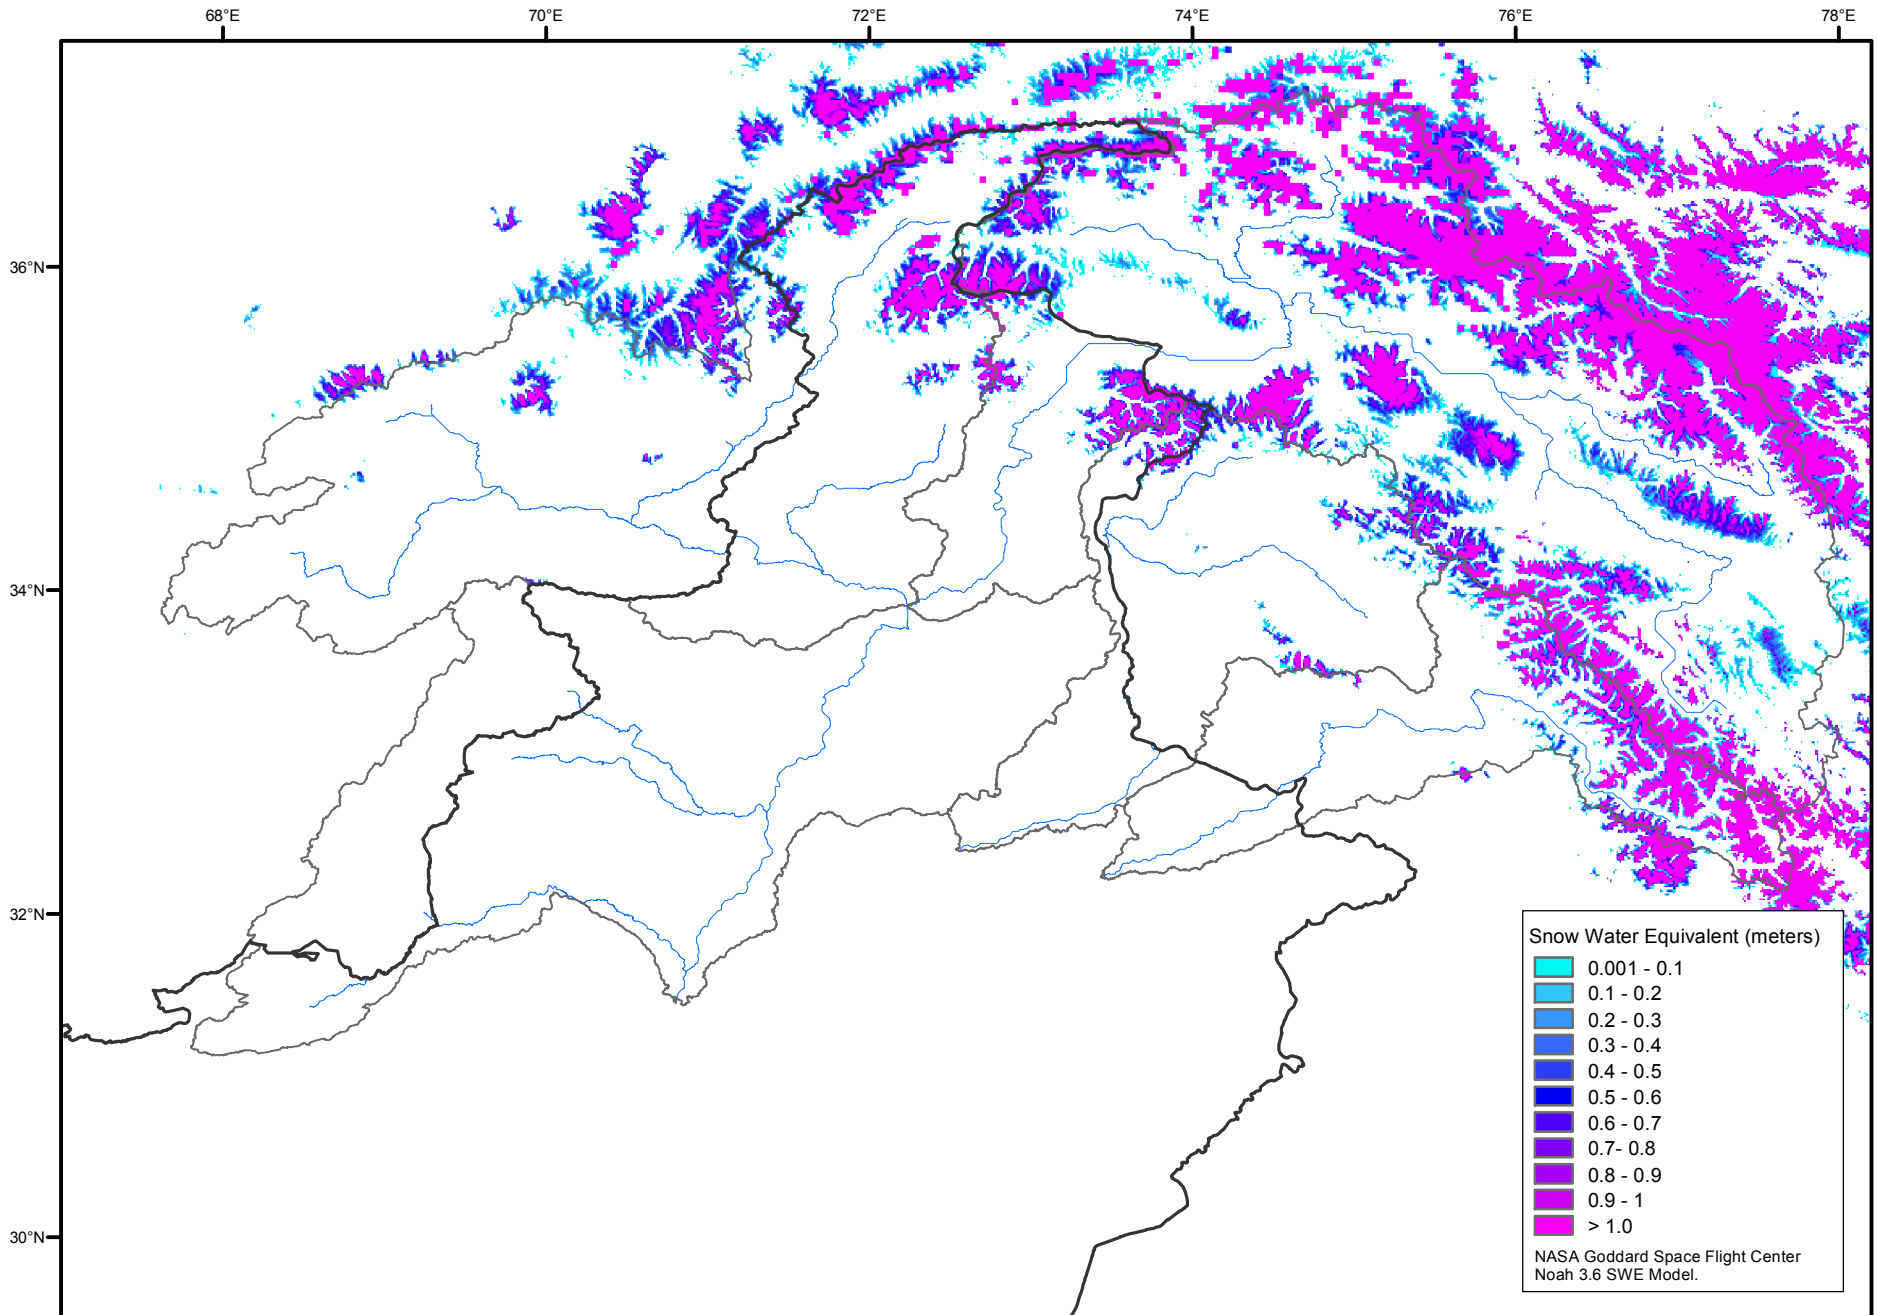 68°E
70°E
72°E
74°E
76°E
78°E
36°N
34°N
32°N
30°N
Snow Water Equivalent (meters)
0.001 - 0.1
0.1 - 0.2
0.2 - 0.3
0.3 - 0.4
0.4 - 0.5
0.5 - 0.6
0.6 - 0.7
0.7- 0.8
0.8 - 0.9
0.9 - 1
> 1.0
NASA Goddard Space Flight Center
Noah 3.6 SWE Model.